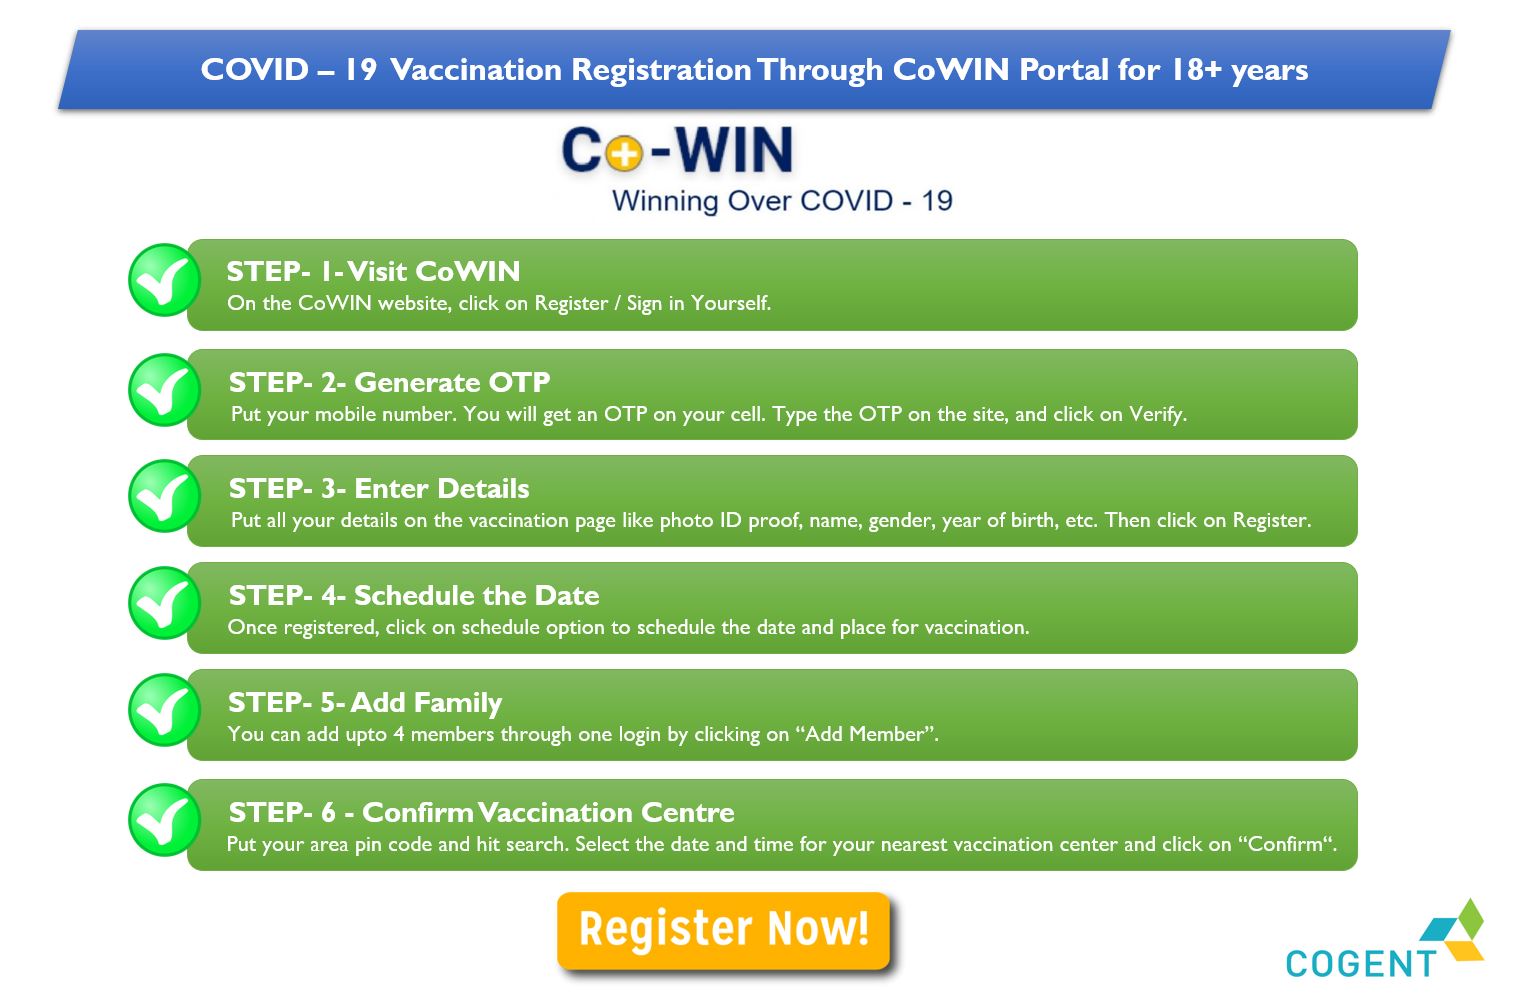 COVID – 19 Vaccination Registration Through CoWIN Portal for 18+ years
Co-WIN
Winning Over COVID - 19
STEP- 1- Visit CoWIN
On the CoWIN website, click on Register / Sign in Yourself.
STEP- 2- Generate OTP
Put your mobile number. You will get an OTP on your cell. Type the OTP on the site, and click on Verify.
STEP- 3- Enter Details
Put all your details on the vaccination page like photo ID proof, name, gender, year of birth, etc. Then click on Register.
STEP- 4- Schedule the Date
Once registered, click on schedule option to schedule the date and place for vaccination.
STEP- 5- Add Family
You can add upto 4 members through one login by clicking on “Add Member”.
STEP- 6 - Confirm Vaccination Centre
Put your area pin code and hit search. Select the date and time for your nearest vaccination center and click on “Confirm“.
Register Now!
COGENT